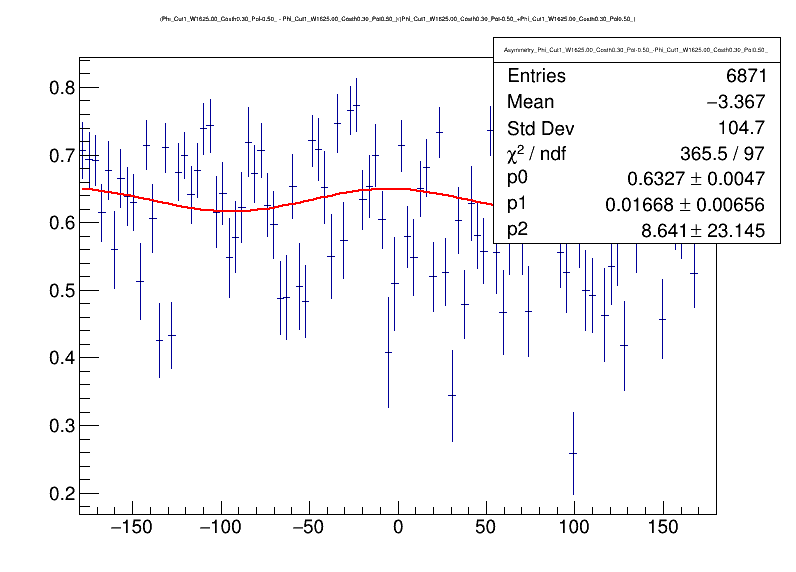 (Phi_Cut1_W1625.00_Costh0.30_Pol-0.50_ - Phi_Cut1_W1625.00_Costh0.30_Pol0.50_)/(Phi_Cut1_W1625.00_Costh0.30_Pol-0.50_+Phi_Cut1_W1625.00_Costh0.30_Pol0.50_)
Asymmetry_Phi_Cut1_W1625.00_Costh0.30_Pol-0.50_-Phi_Cut1_W1625.00_Costh0.30_Pol0.50_
Entries 6871
Mean −3.367
Std Dev 104.7
χ² / ndf 365.5 / 97
p0 0.6327 ± 0.0047
p1 0.01668 ± 0.00656
p2 8.641 ± 23.145
0.8
0.7
0.6
0.5
0.4
0.3
0.2
−150 −100 −50 0 50 100 150